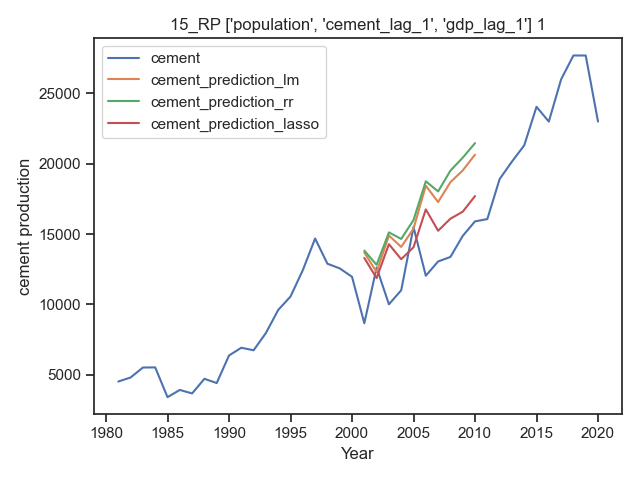 15_RP ['population', 'cement_lag_1', 'gdp_lag_1'] 1
cement
cement_prediction_lm
cement_prediction_rr
cement_prediction_lasso
25000
20000
15000
10000
5000
cement production
1980 1985 1990 1995 2000 2005 2010 2015 2020
Year